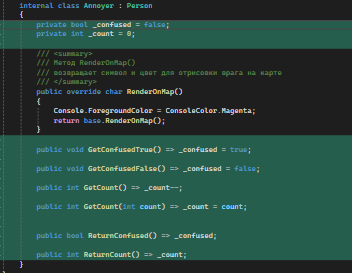 internal class Annoyer : Person
{
private bool _confused = false;
private int _count = 0;
/// <summary>
/// Метод RenderOnMap()
/// возвращает символ и цвет для отрисовки врага на карте
/// </summary>
public override char RenderOnMap()
{
Console.ForegroundColor = ConsoleColor.Magenta;
return base.RenderOnMap();
}
public void GetConfusedTrue() => _confused = true;
public void GetConfusedFalse() => _confused = false;
public int GetCount() => _count--;
public int GetCount(int count) => _count = count;
public bool ReturnConfused() => _confused;
public int ReturnCount() => _count;
}